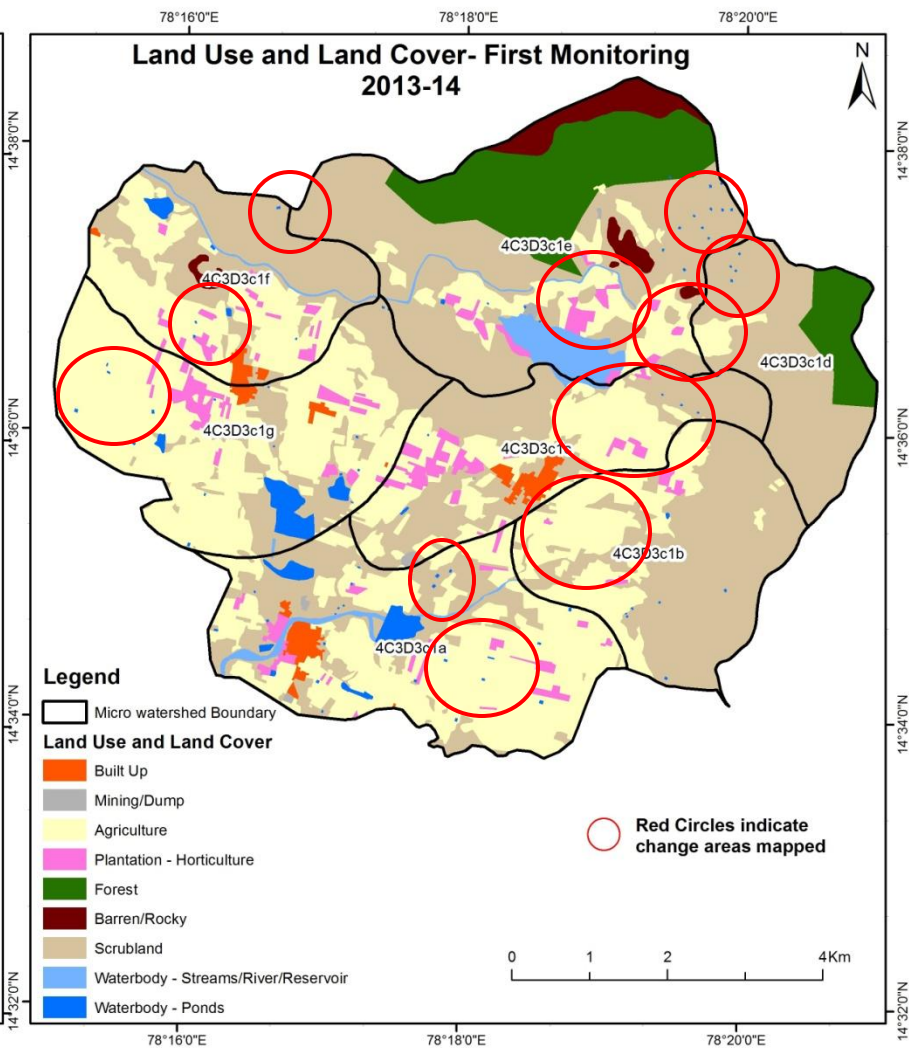 78°16'0"E
78°18'0"E
78°20'0"E
Land Use and Land Cover- First Monitoring
2013-14
N
14°38'0"N
14°38'0"N
4C3D3c1e
4C3D3c1f
4C3D3c1d
14°36'0"N
14°36'0"N
4C3D3c1g
4C3D3c1c
4C3D3c1b
4C3D3c1a
Legend
Micro watershed Boundary
14°34'0"N
14°34'0"N
Land Use and Land Cover
Built Up
Mining/Dump
Agriculture
Plantation - Horticulture
Forest
Barren/Rocky
Scrubland
Waterbody - Streams/River/Reservoir
Waterbody - Ponds
Red Circles indicate
change areas mapped
0 1 2 4Km
14°32'0"N
14°32'0"N
78°16'0"E
78°18'0"E
78°20'0"E